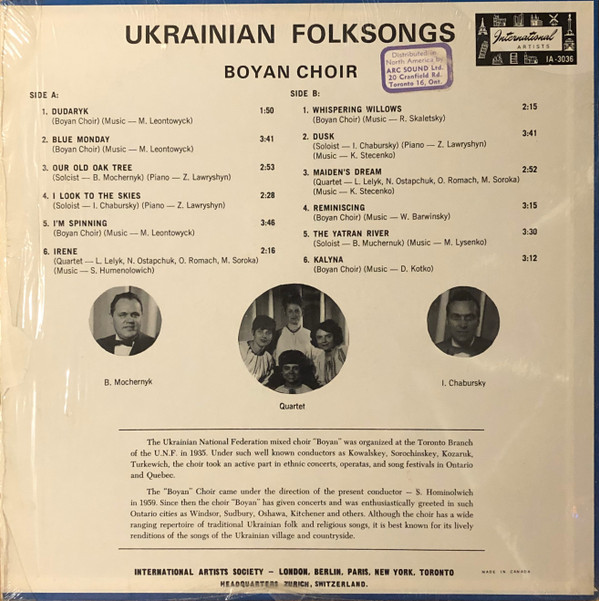 UKRAINIAN FOLKSONGS
BOYAN CHOIR
International
ARTISTS
IA-3036
Distributed in
North America by
ARC SOUND Ltd.
20 Cranfield Rd.
Toronto 16, Ont.
SIDE A:
1. DUDARYK 1:50
(Boyan Choir) (Music — M. Leontowyck)
2. BLUE MONDAY 3:41
(Boyan Choir) (Music — M. Leontowyck)
3. OUR OLD OAK TREE 2:53
(Soloist — B. Mochernyk) (Piano — Z. Lawryshyn)
4. I LOOK TO THE SKIES 2:28
(Soloist — I. Chabursky) (Piano — Z. Lawryshyn)
5. I'M SPINNING 3:46
(Boyan Choir) (Music — M. Leontowyck)
6. IRENE 2:16
(Quartet — L. Lelyk, N. Ostapchuk, O. Romach, M. Soroka)
(Music — S. Humenolowich)
SIDE B:
1. WHISPERING WILLOWS 2:15
(Boyan Choir) (Music — R. Skaletsky)
2. DUSK 3:41
(Soloist — I. Chabursky) (Piano — Z. Lawryshyn)
(Music — K. Stecenko)
3. MAIDEN'S DREAM 2:52
(Quartet — L. Lelyk, N. Ostapchuk, O. Romach, M. Soroka)
(Music — K. Stecenko)
4. REMINISCING 3:15
(Boyan Choir) (Music — W. Barwinsky)
5. THE YATRAN RIVER 3:30
(Soloist — B. Muchernuk) (Music — M. Lysenko)
6. KALYNA 3:12
(Boyan Choir) (Music — D. Kotko)
B. Mochernyk
Quartet
I. Chabursky
The Ukrainian National Federation mixed choir "Boyan" was organized at the Toronto Branch
of the U.N.F. in 1935. Under such well known conductors as Kowalskey, Sorochinskey, Kozaruk,
Turkewich, the choir took an active part in ethnic concerts, operatas, and song festivals in Ontario
and Quebec.
The "Boyan" Choir came under the direction of the present conductor — S. Hominolwich
in 1959. Since then the choir "Boyan" has given concerts and was enthusiastically greeted in such
Ontario cities as Windsor, Sudbury, Oshawa, Kitchener and others. Although the choir has a wide
ranging repertoire of traditional Ukrainian folk and religious songs, it is best known for its lively
renditions of the songs of the Ukrainian village and countryside.
INTERNATIONAL ARTISTS SOCIETY — LONDON, BERLIN, PARIS, NEW YORK, TORONTO
HEADQUARTERS ZURICH, SWITZERLAND.
MADE IN CANADA